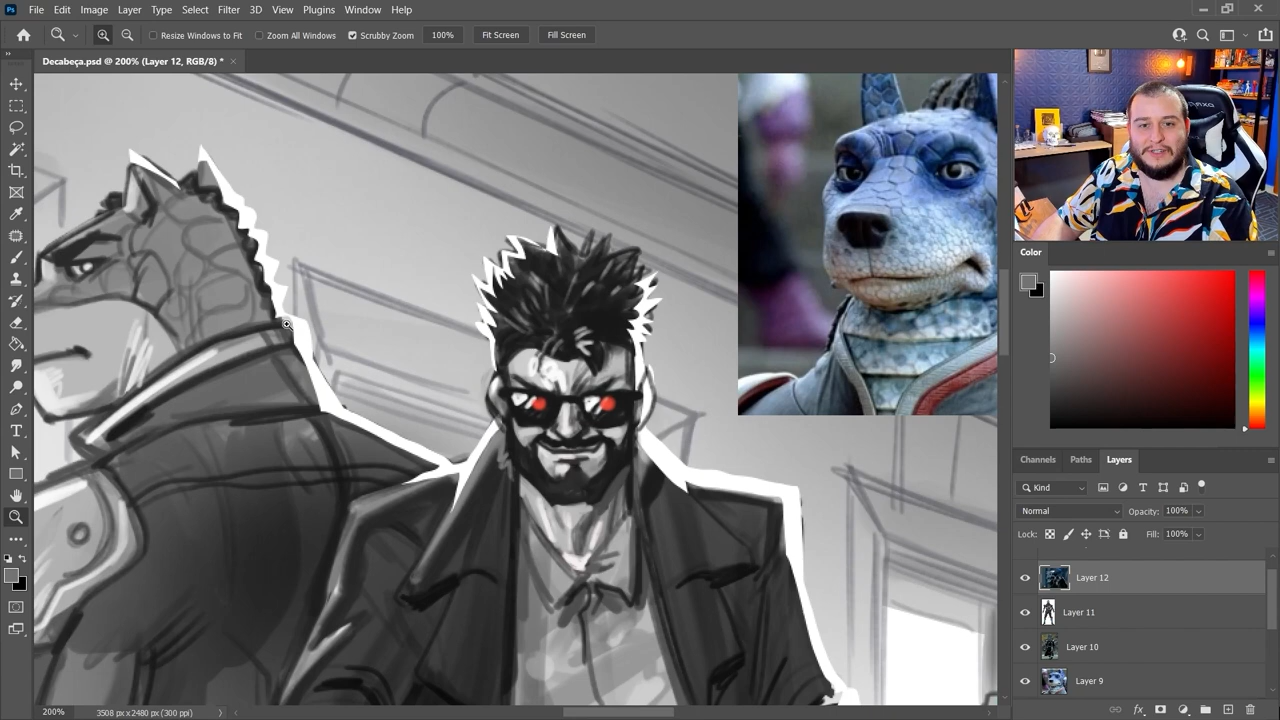 Ps File Edit Image Layer Type Select Filter 3D View Plugins Window Help
Resize Windows to Fit Zoom All Windows Scrubby Zoom 100% Fit Screen Fill Screen
Decabeça.psd @ 200% (Layer 12, RGB/8) * ×
Color
Channels Paths Layers
Kind
Normal Opacity: 100%
Lock: Fill: 100%
Layer 12
Layer 11
Layer 10
Layer 9
fx
200% 3508 px x 2480 px (300 ppi)